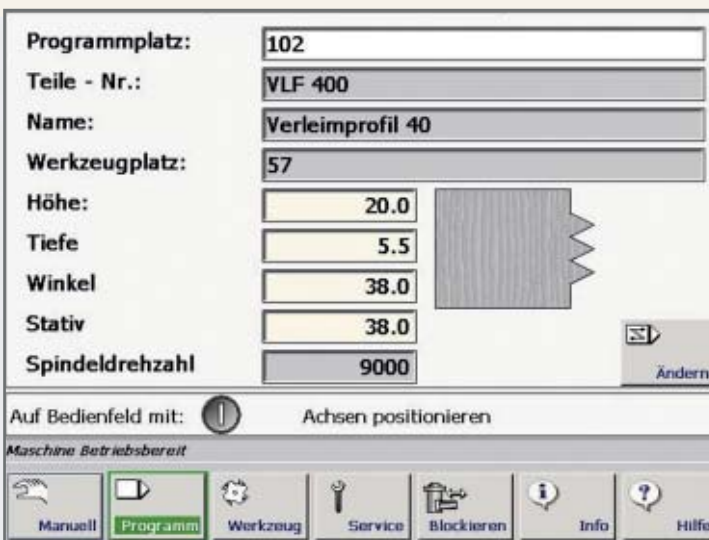 Programmplatz: 102
Teile - Nr.: VLF 400
Name: Verleimprofil 40
Werkzeugplatz: 57
Höhe: 20.0
Tiefe 5.5
Winkel 38.0
Stativ 38.0
Spindeldrehzahl 9000
Ändern
Auf Bedienfeld mit: Achsen positionieren
Maschine Betriebsbereit
Manuell Programm Werkzeug Service Blockieren Info Hilfe